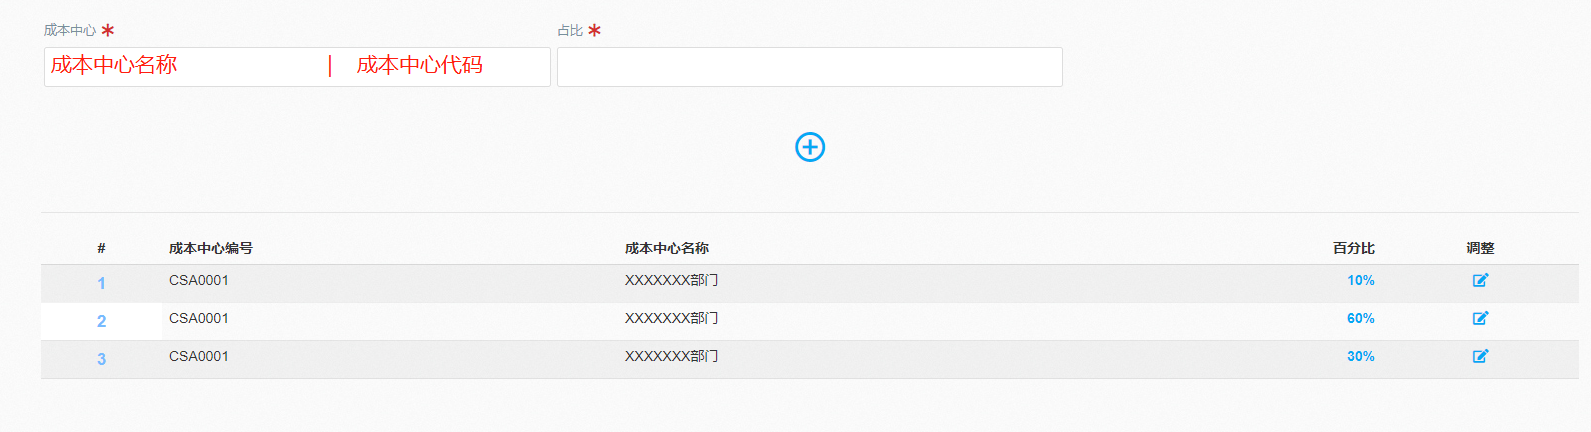 成本中心 * 占比 *
成本中心名称 | 成本中心代码
# 成本中心编号 成本中心名称 百分比 调整
1 CSA0001 XXXXXXX部门 10%
2 CSA0001 XXXXXXX部门 60%
3 CSA0001 XXXXXXX部门 30%